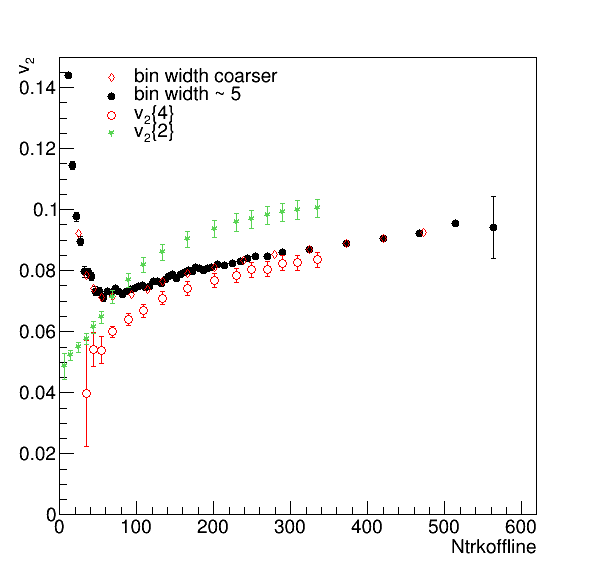 v₂
0.14
0.12
0.1
0.08
0.06
0.04
0.02
0
bin width coarser
bin width ~ 5
v₂{4}
v₂{2}
0 100 200 300 400 500 600
Ntrkoffline